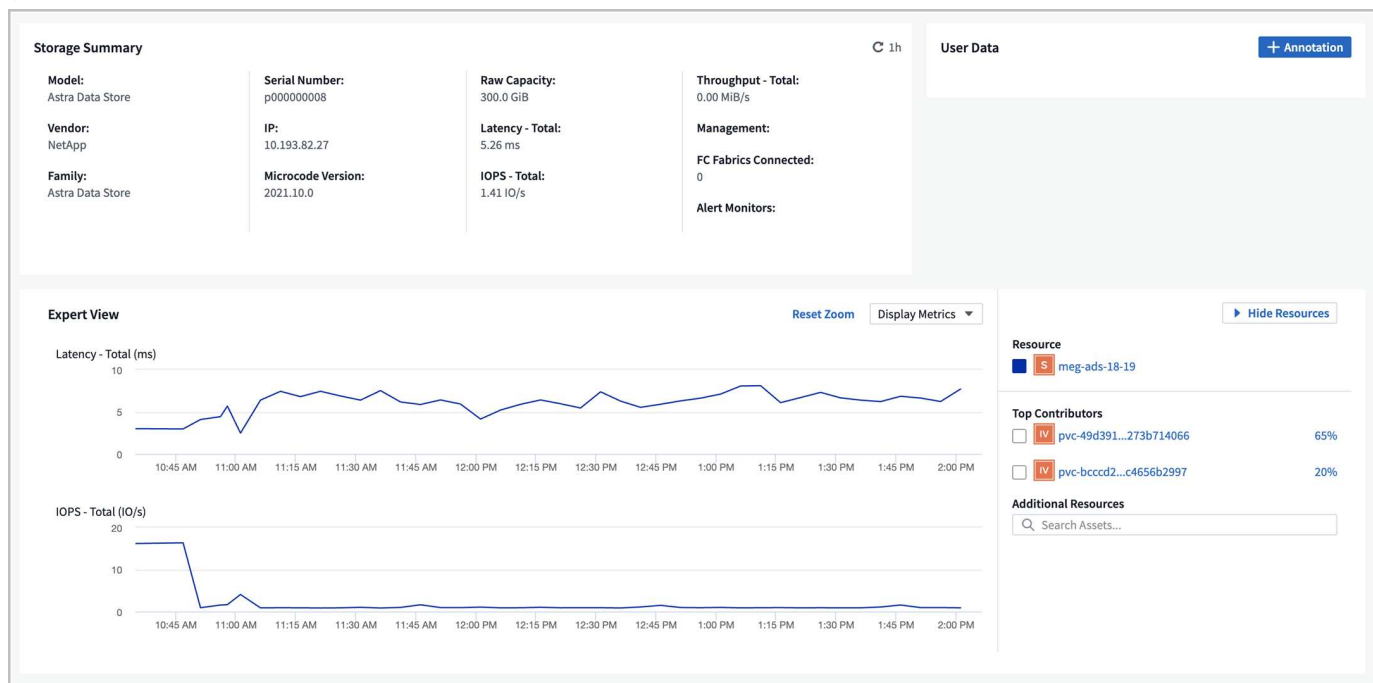 Storage Summary
1h
Model:
Astra Data Store
Vendor:
NetApp
Family:
Astra Data Store
Serial Number:
p000000008
IP:
10.193.82.27
Microcode Version:
2021.10.0
Raw Capacity:
300.0 GiB
Latency - Total:
5.26 ms
IOPS - Total:
1.41 IO/s
Throughput - Total:
0.00 MiB/s
Management:
FC Fabrics Connected:
0
Alert Monitors:
User Data
+ Annotation
Expert View
Reset Zoom
Display Metrics
Latency - Total (ms)
10
5
0
10:45 AM 11:00 AM 11:15 AM 11:30 AM 11:45 AM 12:00 PM 12:15 PM 12:30 PM 12:45 PM 1:00 PM 1:15 PM 1:30 PM 1:45 PM 2:00 PM
IOPS - Total (IO/s)
20
10
0
10:45 AM 11:00 AM 11:15 AM 11:30 AM 11:45 AM 12:00 PM 12:15 PM 12:30 PM 12:45 PM 1:00 PM 1:15 PM 1:30 PM 1:45 PM 2:00 PM
Hide Resources
Resource
S meg-ads-18-19
Top Contributors
IV pvc-49d391...273b714066 65%
IV pvc-bcccd2...c4656b2997 20%
Additional Resources
Search Assets...